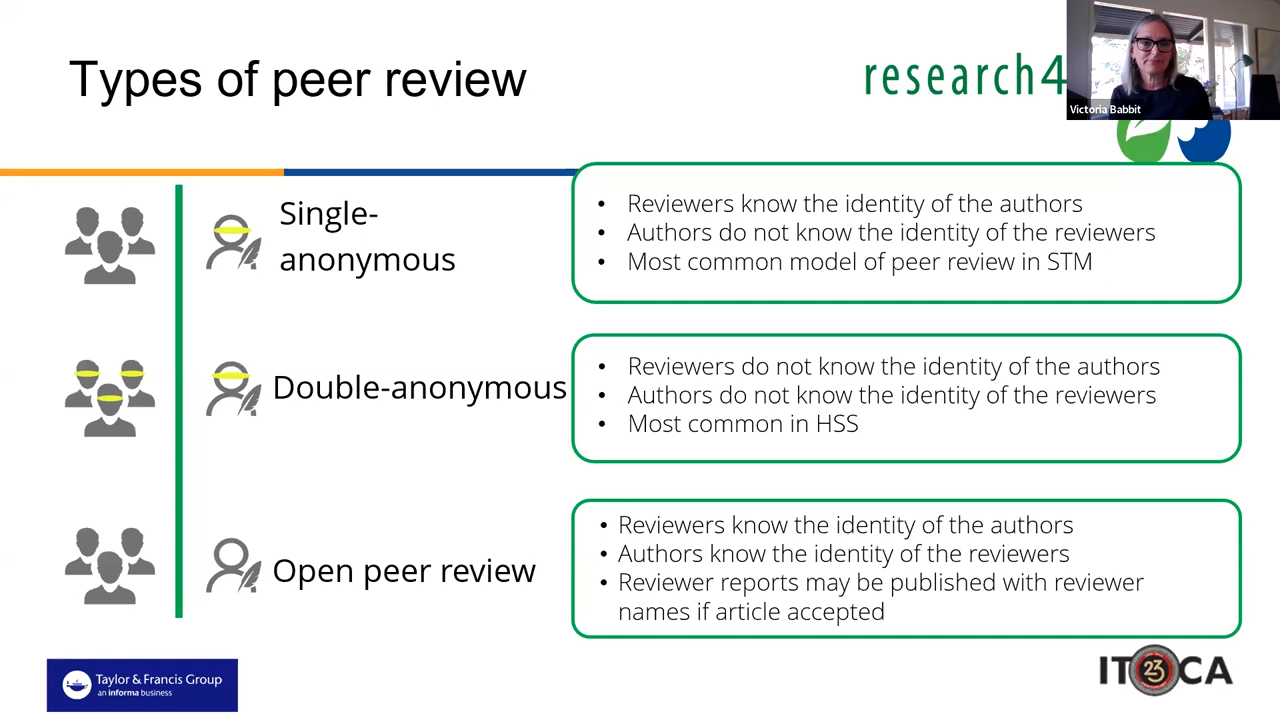 Types of peer review
research4
Victoria Babbit
Single-
anonymous
• Reviewers know the identity of the authors
• Authors do not know the identity of the reviewers
• Most common model of peer review in STM
Double-anonymous
• Reviewers do not know the identity of the authors
• Authors do not know the identity of the reviewers
• Most common in HSS
Open peer review
• Reviewers know the identity of the authors
• Authors know the identity of the reviewers
• Reviewer reports may be published with reviewer
names if article accepted
Taylor & Francis Group
an informa business
ITOCA
23